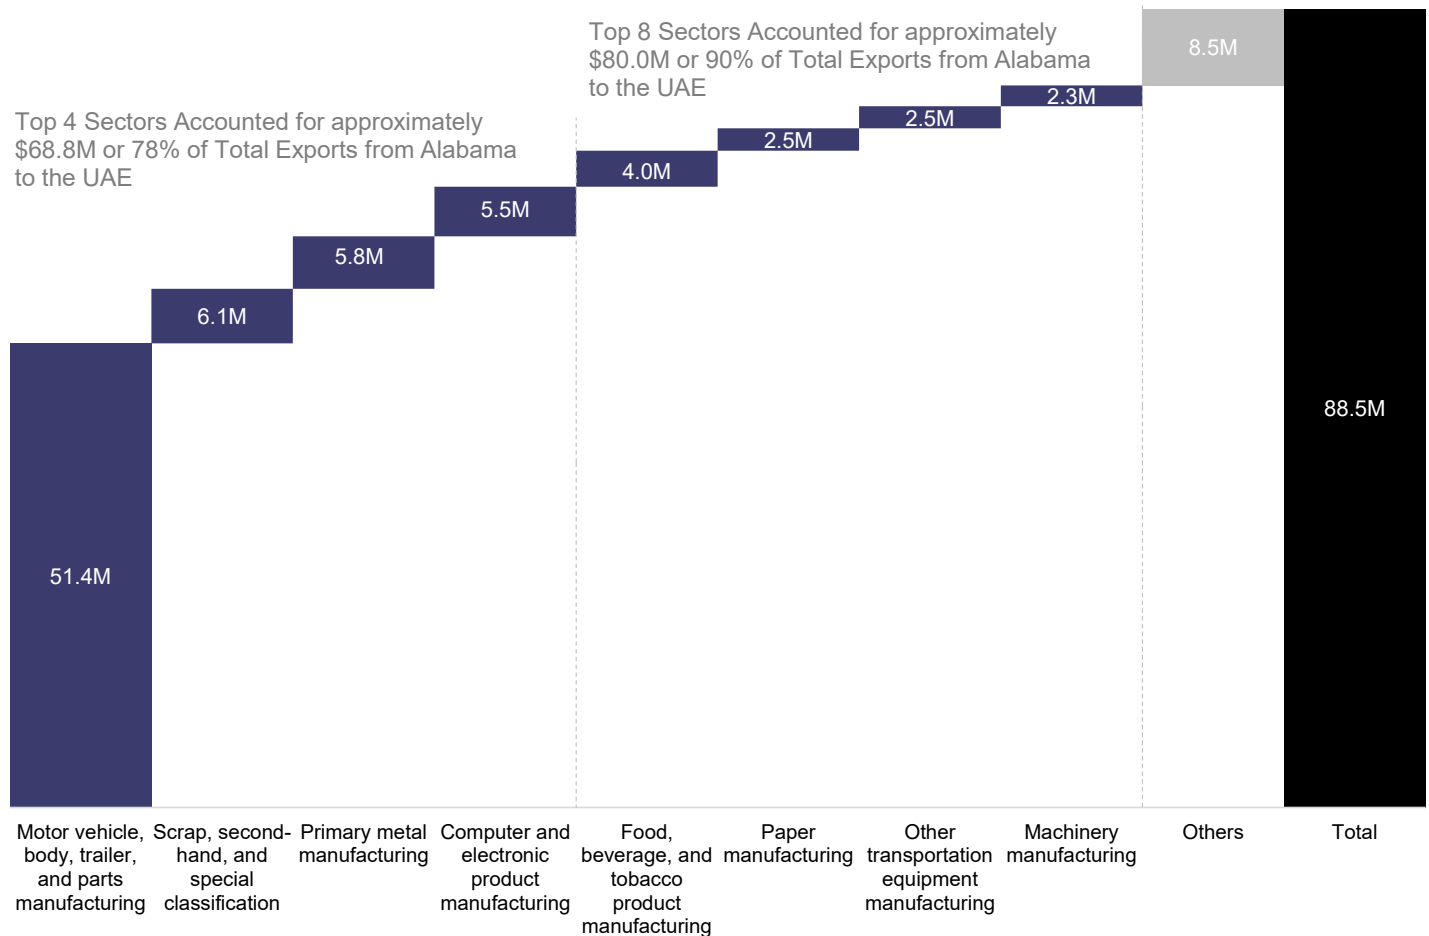 Top 8 Sectors Accounted for approximately
$80.0M or 90% of Total Exports from Alabama
to the UAE
Top 4 Sectors Accounted for approximately
$68.8M or 78% of Total Exports from Alabama
to the UAE
8.5M
2.3M
2.5M
2.5M
4.0M
5.5M
5.8M
6.1M
88.5M
51.4M
Motor vehicle,
body, trailer,
and parts
manufacturing
Scrap, second-
hand, and
special
classification
Primary metal
manufacturing
Computer and
electronic
product
manufacturing
Food,
beverage, and
tobacco
product
manufacturing
Paper
manufacturing
Other
transportation
equipment
manufacturing
Machinery
manufacturing
Others
Total